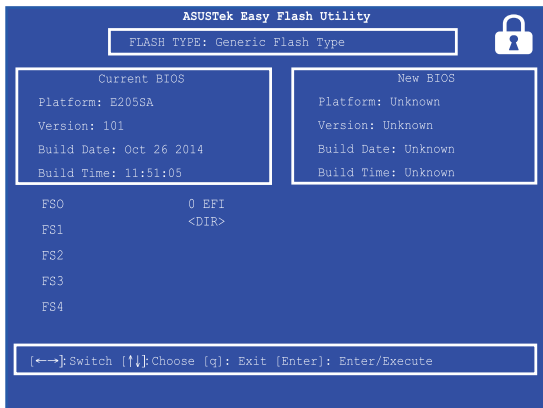 ASUSTek Easy Flash Utility
FLASH TYPE: Generic Flash Type
Current BIOS
Platform: E205SA
Version: 101
Build Date: Oct 26 2014
Build Time: 11:51:05
New BIOS
Platform: Unknown
Version: Unknown
Build Date: Unknown
Build Time: Unknown
FS0
FS1
FS2
FS3
FS4
0 EFI
<DIR>
[←→]: Switch [↑↓]: Choose [q]: Exit [Enter]: Enter/Execute